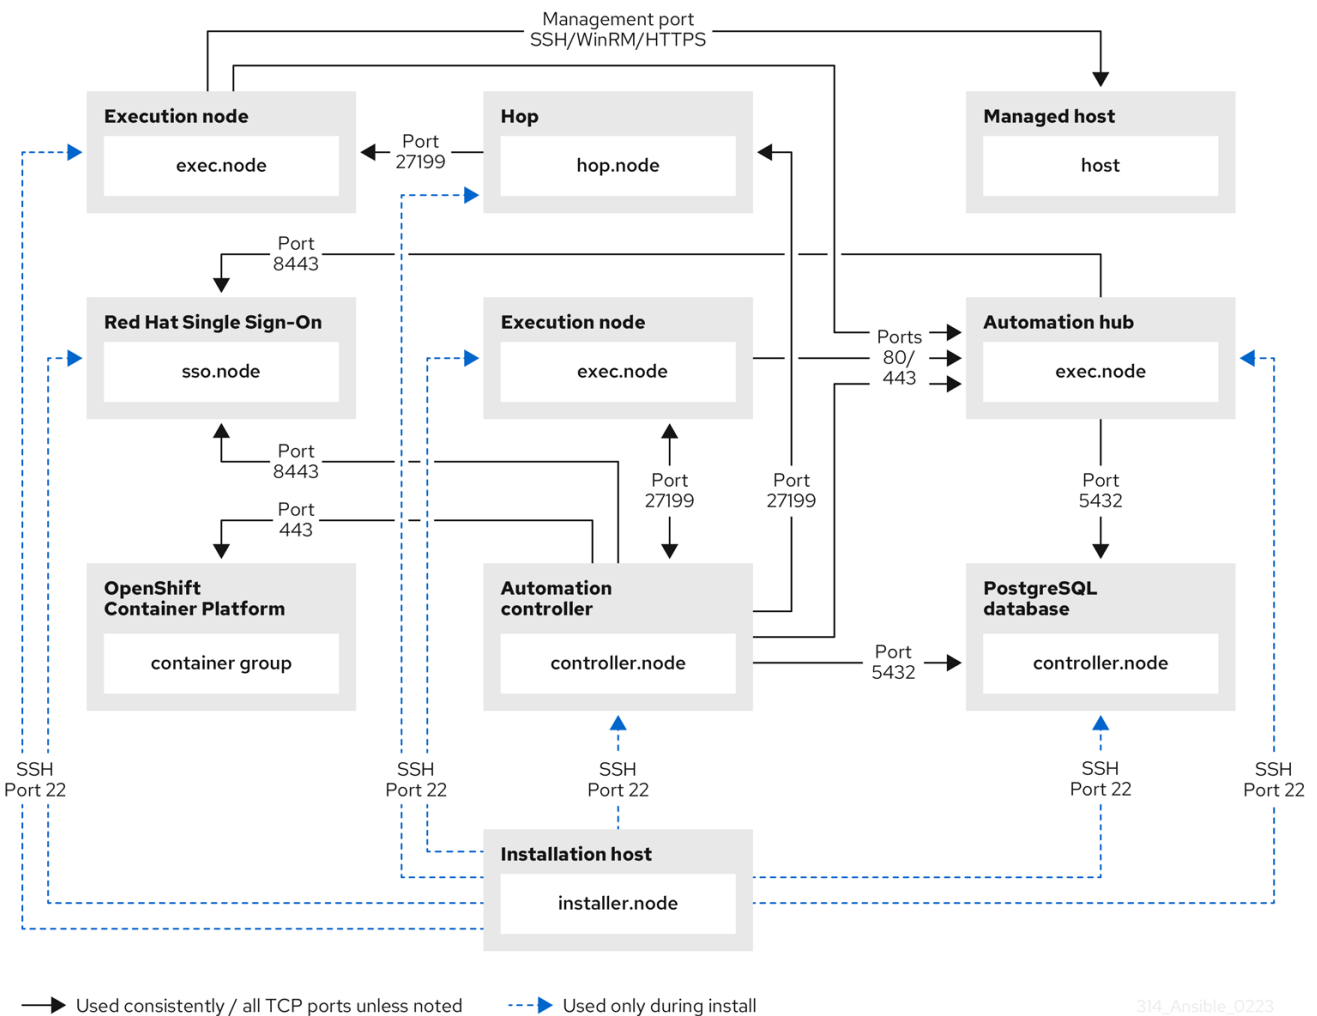 Management port
SSH/WinRM/HTTPS
Execution node
exec.node
Port
27199
Hop
hop.node
Managed host
host
Port
8443
Red Hat Single Sign-On
sso.node
Execution node
exec.node
Ports
80/
443
Automation hub
exec.node
Port
8443
Port
27199
Port
27199
Port
5432
Port
443
OpenShift
Container Platform
container group
Automation
controller
controller.node
Port
5432
PostgreSQL
database
controller.node
SSH
Port 22
SSH
Port 22
SSH
Port 22
SSH
Port 22
SSH
Port 22
Installation host
installer.node
Used consistently / all TCP ports unless noted
Used only during install
314_Ansible_0223